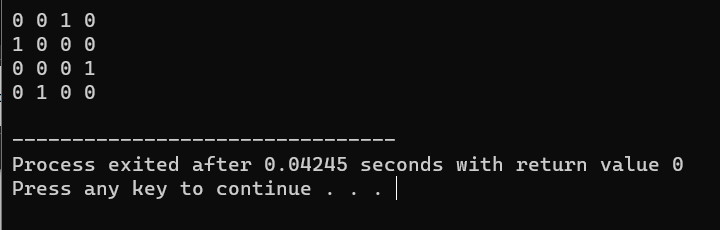 0 0 1 0
1 0 0 0
0 0 0 1
0 1 0 0
--------------------------------
Process exited after 0.04245 seconds with return value 0
Press any key to continue . . .